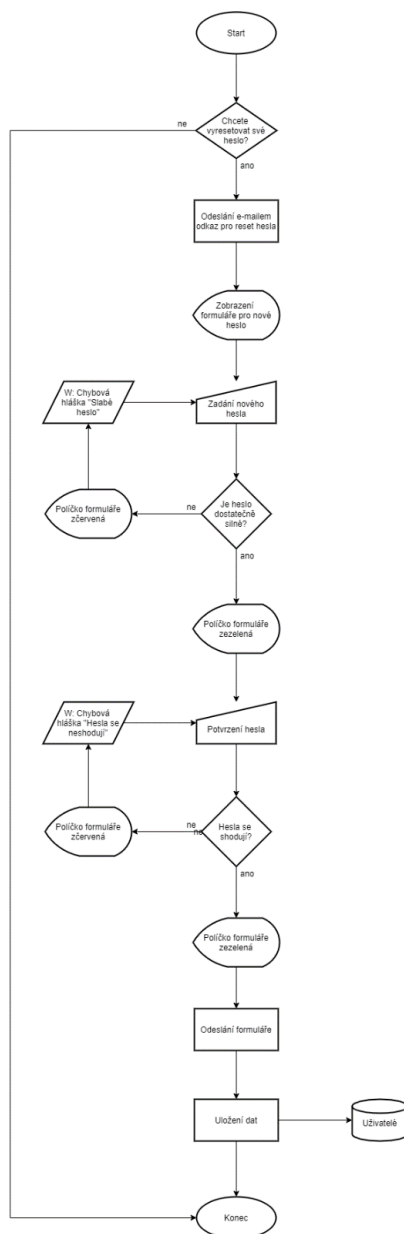 Start
ne
Chcete
vyresetovat své
heslo?
ano
Odeslání e-mailem
odkaz pro reset hesla
Zobrazení
formuláře pro nové
heslo
W: Chybová
hláška "Slabé
heslo"
Zadání nového
hesla
Políčko formuláře
zčervená
ne
Je heslo
dostatečně
silné?
ano
Políčko formuláře
zezelená
W: Chybová
hláška "Hesla se
neshodují"
Potvrzení hesla
Políčko formuláře
zčervená
ne
ne
Hesla se
shodují?
ano
Políčko formuláře
zezelená
Odeslání formuláře
Uložení dat
Uživatelé
Konec